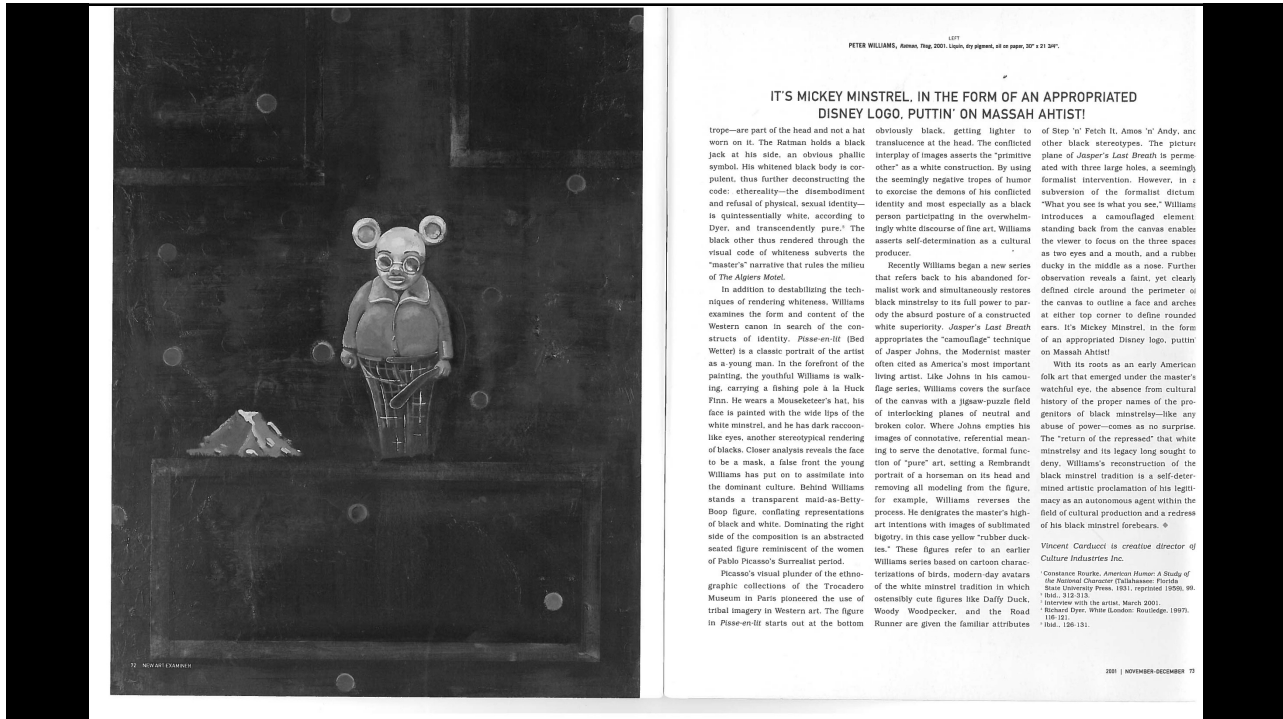 72 NEW ART EXAMINER
LEFT
PETER WILLIAMS, Ratman, Thug, 2001. Liquin, dry pigment, oil on paper, 30" x 21 3/4".
IT'S MICKEY MINSTREL, IN THE FORM OF AN APPROPRIATED
DISNEY LOGO, PUTTIN' ON MASSAH AHTIST!
trope—are part of the head and not a hat
worn on it. The Ratman holds a black
jack at his side, an obvious phallic
symbol. His whitened black body is cor-
pulent, thus further deconstructing the
code: ethereality—the disembodiment
and refusal of physical, sexual identity—
is quintessentially white, according to
Dyer, and transcendently pure.⁵ The
black other thus rendered through the
visual code of whiteness subverts the
"master's" narrative that rules the milieu
of The Algiers Motel.
In addition to destabilizing the tech-
niques of rendering whiteness, Williams
examines the form and content of the
Western canon in search of the con-
structs of identity. Pisse-en-lit (Bed
Wetter) is a classic portrait of the artist
as a young man. In the forefront of the
painting, the youthful Williams is walk-
ing, carrying a fishing pole à la Huck
Finn. He wears a Mouseketeer's hat, his
face is painted with the wide lips of the
white minstrel, and he has dark raccoon-
like eyes, another stereotypical rendering
of blacks. Closer analysis reveals the face
to be a mask, a false front the young
Williams has put on to assimilate into
the dominant culture. Behind Williams
stands a transparent maid-as-Betty-
Boop figure, conflating representations
of black and white. Dominating the right
side of the composition is an abstracted
seated figure reminiscent of the women
of Pablo Picasso's Surrealist period.
Picasso's visual plunder of the ethno-
graphic collections of the Trocadero
Museum in Paris pioneered the use of
tribal imagery in Western art. The figure
in Pisse-en-lit starts out at the bottom
obviously black, getting lighter to
translucence at the head. The conflicted
interplay of images asserts the "primitive
other" as a white construction. By using
the seemingly negative tropes of humor
to exorcise the demons of his conflicted
identity and most especially as a black
person participating in the overwhelm-
ingly white discourse of fine art, Williams
asserts self-determination as a cultural
producer.
Recently Williams began a new series
that refers back to his abandoned for-
malist work and simultaneously restores
black minstrelsy to its full power to par-
ody the absurd posture of a constructed
white superiority. Jasper's Last Breath
appropriates the "camouflage" technique
of Jasper Johns, the Modernist master
often cited as America's most important
living artist. Like Johns in his camou-
flage series, Williams covers the surface
of the canvas with a jigsaw-puzzle field
of interlocking planes of neutral and
broken color. Where Johns empties his
images of connotative, referential mean-
ing to serve the denotative, formal func-
tion of "pure" art, setting a Rembrandt
portrait of a horseman on its head and
removing all modeling from the figure,
for example, Williams reverses the
process. He denigrates the master's high-
art intentions with images of sublimated
bigotry, in this case yellow "rubber duck-
ies." These figures refer to an earlier
Williams series based on cartoon charac-
terizations of birds, modern-day avatars
of the white minstrel tradition in which
ostensibly cute figures like Daffy Duck,
Woody Woodpecker, and the Road
Runner are given the familiar attributes
of Step 'n' Fetch It, Amos 'n' Andy, and
other black stereotypes. The picture
plane of Jasper's Last Breath is perme-
ated with three large holes, a seemingly
formalist intervention. However, in a
subversion of the formalist dictum
"What you see is what you see," Williams
introduces a camouflaged element:
standing back from the canvas enables
the viewer to focus on the three spaces
as two eyes and a mouth, and a rubber
ducky in the middle as a nose. Further
observation reveals a faint, yet clearly
defined circle around the perimeter of
the canvas to outline a face and arches
at either top corner to define rounded
ears. It's Mickey Minstrel, in the form
of an appropriated Disney logo, puttin'
on Massah Ahtist!
With its roots as an early American
folk art that emerged under the master's
watchful eye, the absence from cultural
history of the proper names of the pro-
genitors of black minstrelsy—like any
abuse of power—comes as no surprise.
The "return of the repressed" that white
minstrelsy and its legacy long sought to
deny, Williams's reconstruction of the
black minstrel tradition is a self-deter-
mined artistic proclamation of his legiti-
macy as an autonomous agent within the
field of cultural production and a redress
of his black minstrel forebears. ❖
Vincent Carducci is creative director of
Culture Industries Inc.
¹ Constance Rourke, American Humor: A Study of
the National Character (Tallahassee: Florida
State University Press, 1931, reprinted 1959), 99.
² Ibid., 312-313.
³ Interview with the artist, March 2001.
⁴ Richard Dyer, White (London: Routledge, 1997),
116-121.
⁵ Ibid., 126-131.
2001 | NOVEMBER-DECEMBER 73